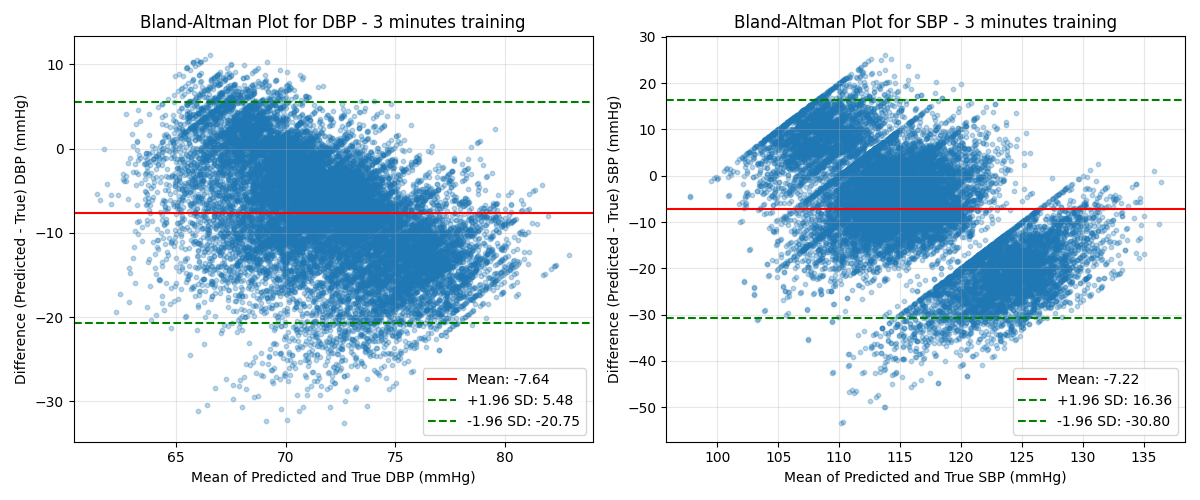 Bland-Altman Plot for DBP - 3 minutes training
Difference (Predicted - True) DBP (mmHg)
10
0
−10
−20
−30
65
70
75
80
Mean of Predicted and True DBP (mmHg)
Mean: -7.64
+1.96 SD: 5.48
-1.96 SD: -20.75
Bland-Altman Plot for SBP - 3 minutes training
Difference (Predicted - True) SBP (mmHg)
30
20
10
0
−10
−20
−30
−40
−50
100
105
110
115
120
125
130
135
Mean of Predicted and True SBP (mmHg)
Mean: -7.22
+1.96 SD: 16.36
-1.96 SD: -30.80